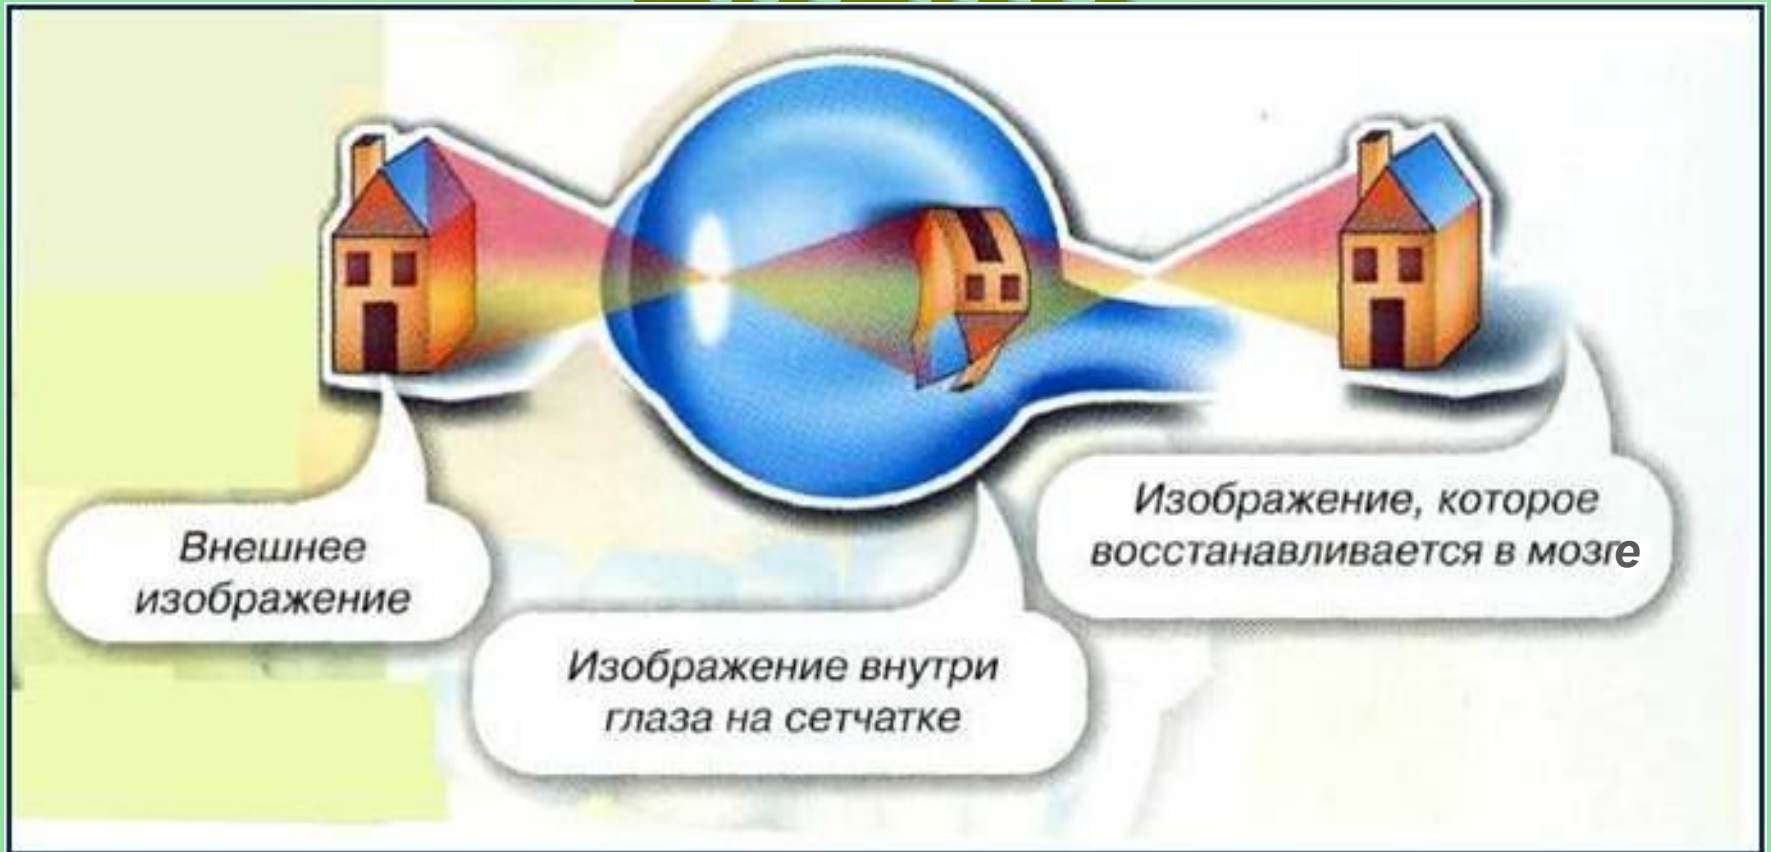 Внешнее
изображение
Изображение внутри
глаза на сетчатке
Изображение, которое
восстанавливается в мозге